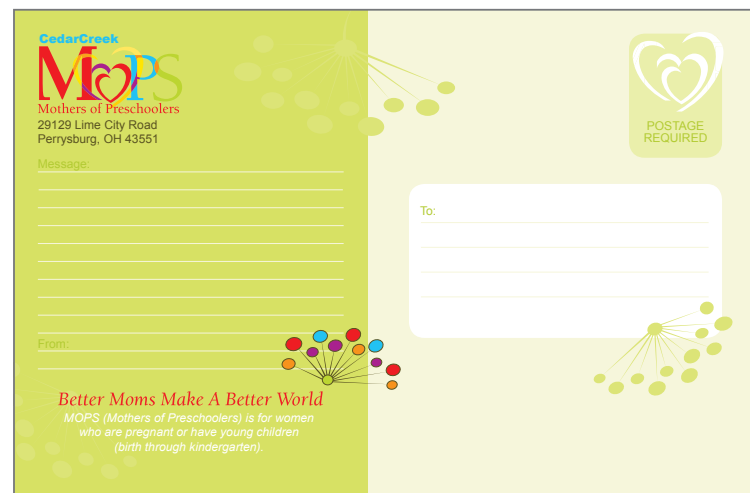 CedarCreek
MOPS
Mothers of Preschoolers
29129 Lime City Road
Perrysburg, OH 43551
Message:
From:
Better Moms Make A Better World
MOPS (Mothers of Preschoolers) is for women
who are pregnant or have young children
(birth through kindergarten).
POSTAGE
REQUIRED
To: